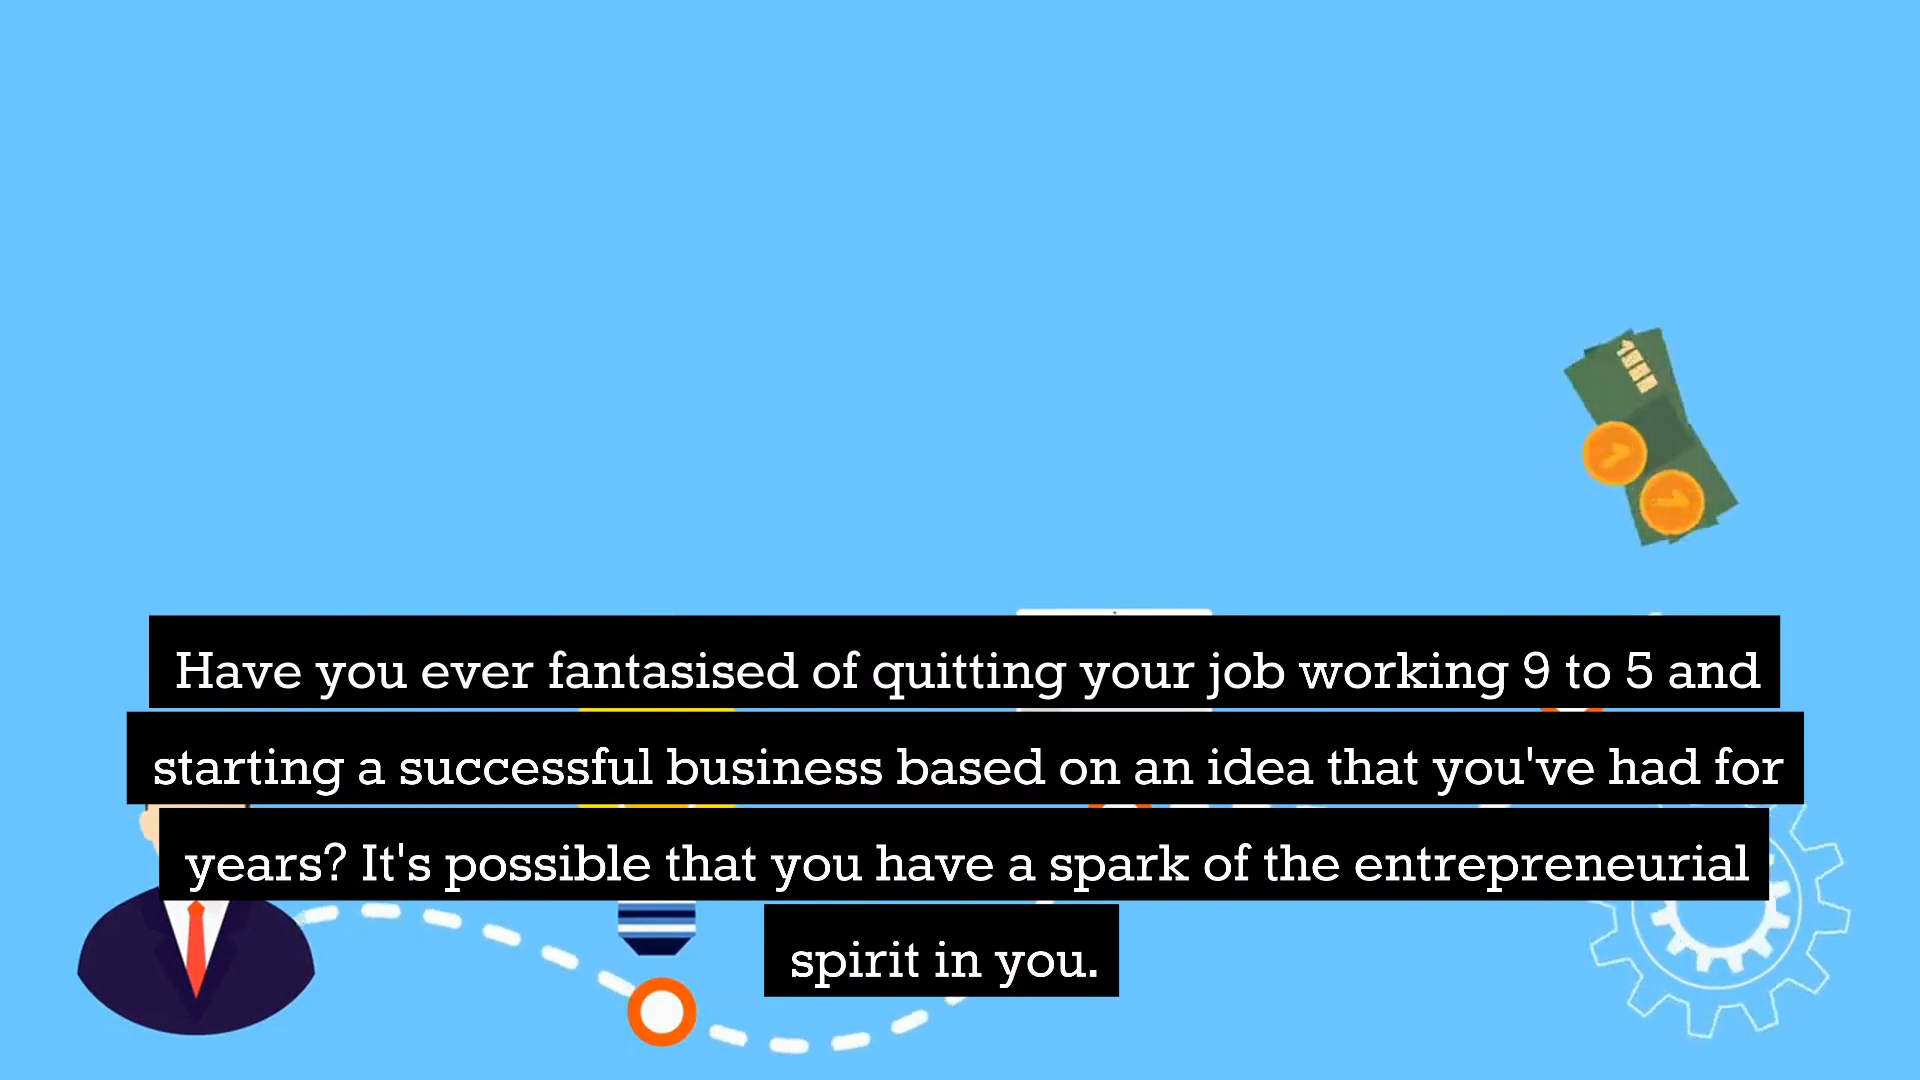 Have you ever fantasised of quitting your job working 9 to 5 and
starting a successful business based on an idea that you've had for
years? It's possible that you have a spark of the entrepreneurial
spirit in you.